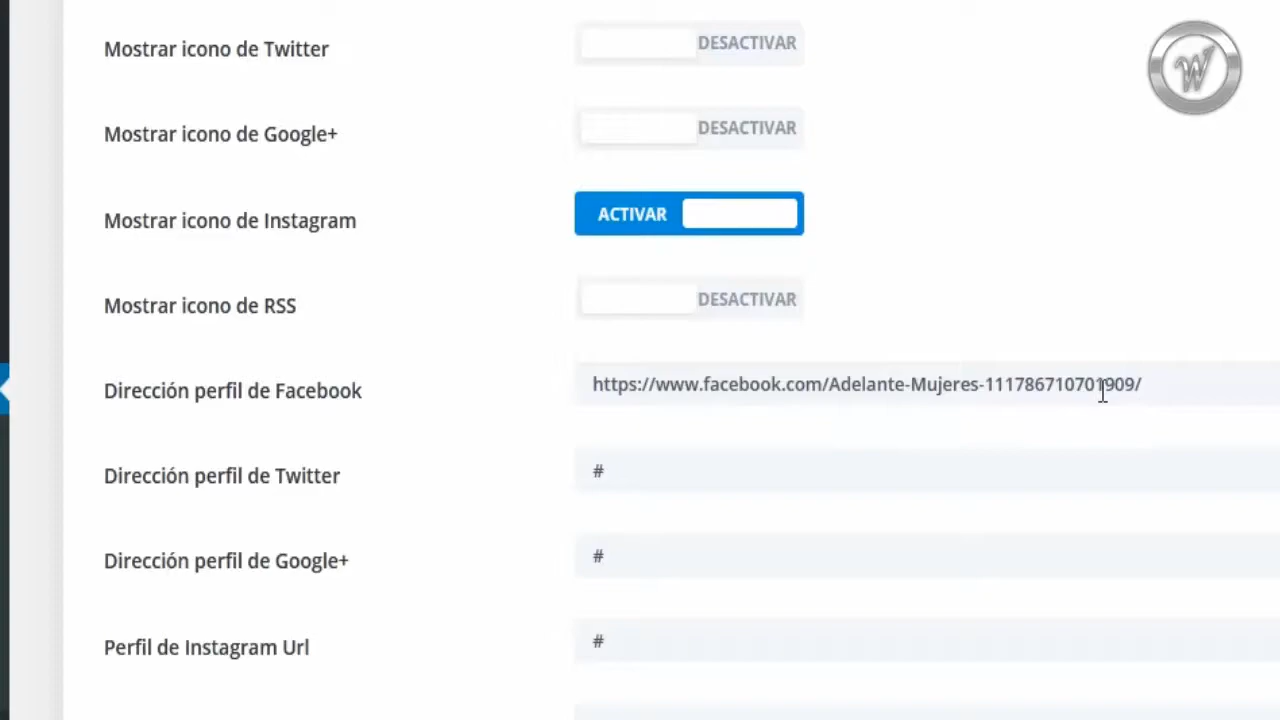 Mostrar icono de Twitter DESACTIVAR
Mostrar icono de Google+ DESACTIVAR
Mostrar icono de Instagram ACTIVAR
Mostrar icono de RSS DESACTIVAR
Dirección perfil de Facebook https://www.facebook.com/Adelante-Mujeres-111786710701909/
Dirección perfil de Twitter #
Dirección perfil de Google+ #
Perfil de Instagram Url #
W